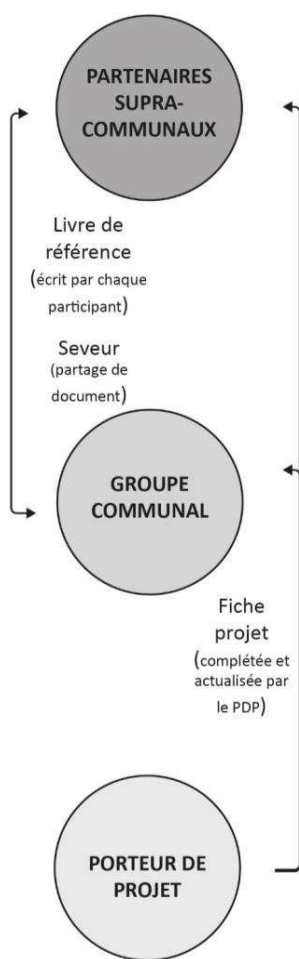 PARTENAIRES
SUPRA-
COMMUNAUX
Livre de
référence
(écrit par chaque
participant)
Seveur
(partage de
document)
GROUPE
COMMUNAL
Fiche
projet
(complétée et
actualisée par
le PDP)
PORTEUR DE
PROJET